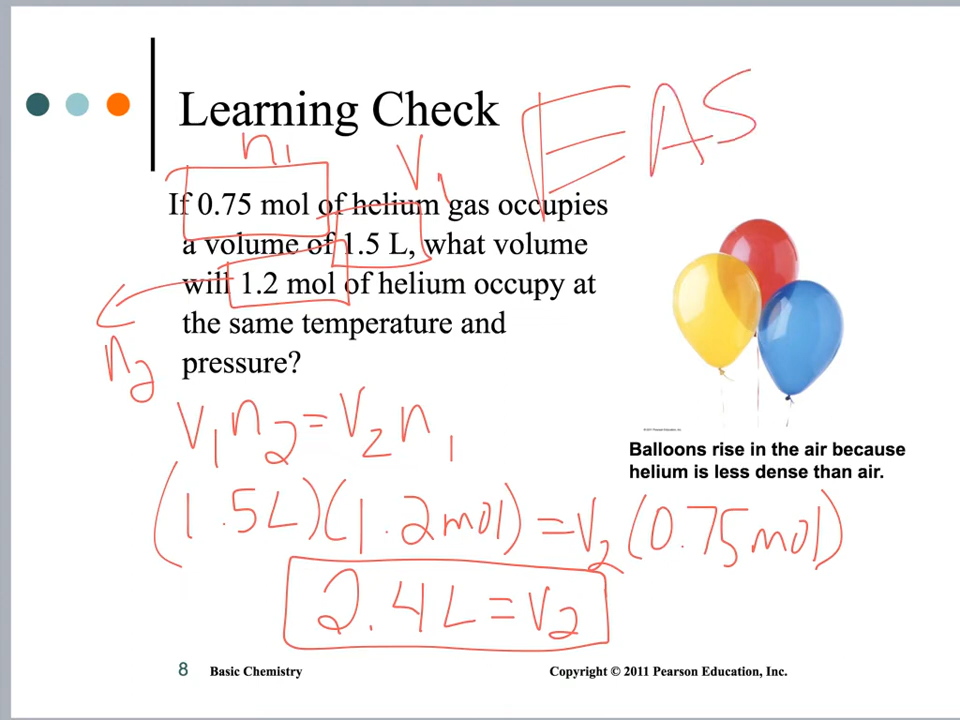 Learning Check
EAS
n1
V1
If 0.75 mol of helium gas occupies
a volume of 1.5 L, what volume
will 1.2 mol of helium occupy at
the same temperature and
pressure?
n2
V1n2=V2n1
Balloons rise in the air because
helium is less dense than air.
(1.5L)(1.2mol)=V2(0.75mol)
2.4L=V2
8 Basic Chemistry
Copyright © 2011 Pearson Education, Inc.